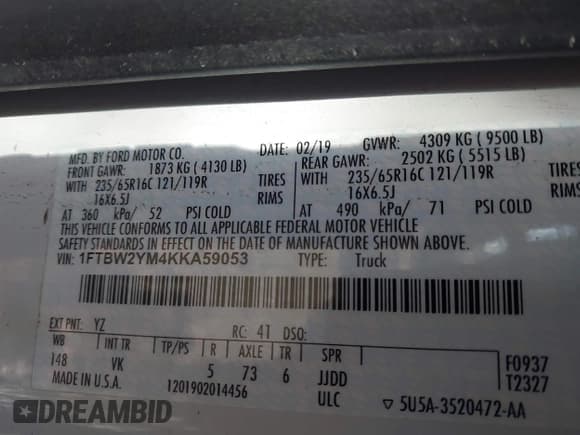 MFD. BY FORD MOTOR CO.
DATE: 02/19 GVWR: 4309 KG ( 9500 LB)
FRONT GAWR: 1873 KG ( 4130 LB) REAR GAWR: 2502 KG ( 5515 LB)
WITH 235/65R16C 121/119R TIRES WITH 235/65R16C 121/119R TIRES
16X6.5J RIMS 16X6.5J RIMS
AT 360 kPa/ 52 PSI COLD AT 490 kPa/ 71 PSI COLD
THIS VEHICLE CONFORMS TO ALL APPLICABLE FEDERAL MOTOR VEHICLE
SAFETY STANDARDS IN EFFECT ON THE DATE OF MANUFACTURE SHOWN ABOVE.
VIN: 1FTBW2YM4KKA59053 TYPE: Truck
EXT PNT: YZ RC: 41 DSO:
WB INT TR TP/PS R AXLE TR SPR
148 VK 5 73 6 JJDD F0937
MADE IN U.S.A. 1201902014456 ULC T2327
▽ 5U5A-3520472-AA
DREAMBID